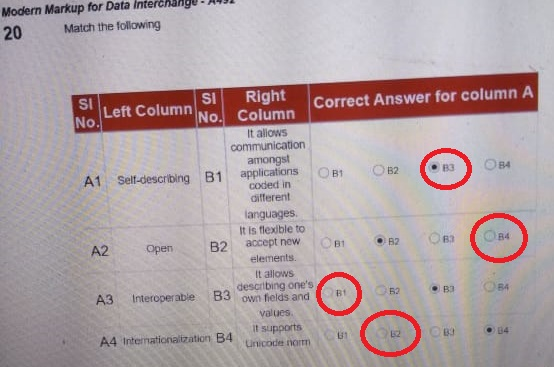 Modern Markup for Data Interchange - A492
20 Match the following
Sl No. Left Column Sl No. Right Column Correct Answer for column A
A1 Self-describing B1 It allows communication amongst applications coded in different languages. B1 B2 B3 B4
A2 Open B2 It is flexible to accept new elements. B1 B2 B3 B4
A3 Interoperable B3 It allows describing one's own fields and values. B1 B2 B3 B4
A4 Internationalization B4 It supports Unicode norm B1 B2 B3 B4